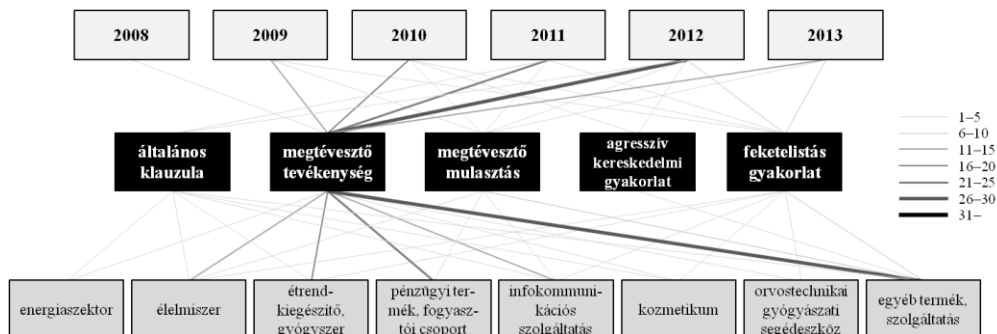 2008 2009 2010 2011 2012 2013
általános
klauzula
megtévesztő
tevékenység
megtévesztő
mulasztás
agresszív
kereskedelmi
gyakorlat
feketelistás
gyakorlat
1–5
6–10
11–15
16–20
21–25
26–30
31–
energiaszektor
élelmiszer
étrend-
kiegészítő,
gyógyszer
pénzügyi ter-
mék, fogyasz-
tói csoport
infokommuni-
kációs
szolgáltatás
kozmetikum
orvostechnikai
gyógyászati
segédeszköz
egyéb termék,
szolgáltatás